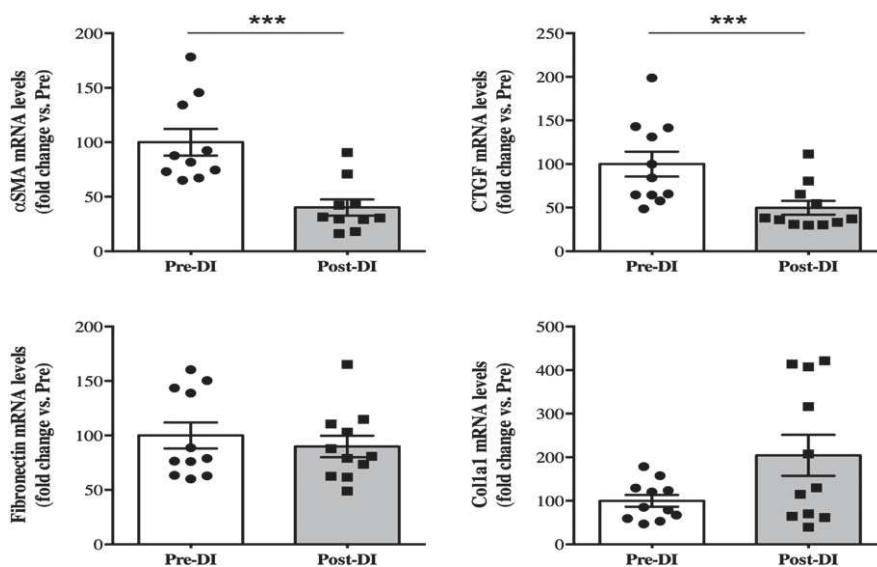 ***
αSMA mRNA levels
(fold change vs. Pre)
200
150
100
50
0
Pre-DI
Post-DI
***
CTGF mRNA levels
(fold change vs. Pre)
250
200
150
100
50
0
Pre-DI
Post-DI
Fibronectin mRNA levels
(fold change vs. Pre)
200
150
100
50
0
Pre-DI
Post-DI
Col1a1 mRNA levels
(fold change vs. Pre)
500
400
300
200
100
0
Pre-DI
Post-DI